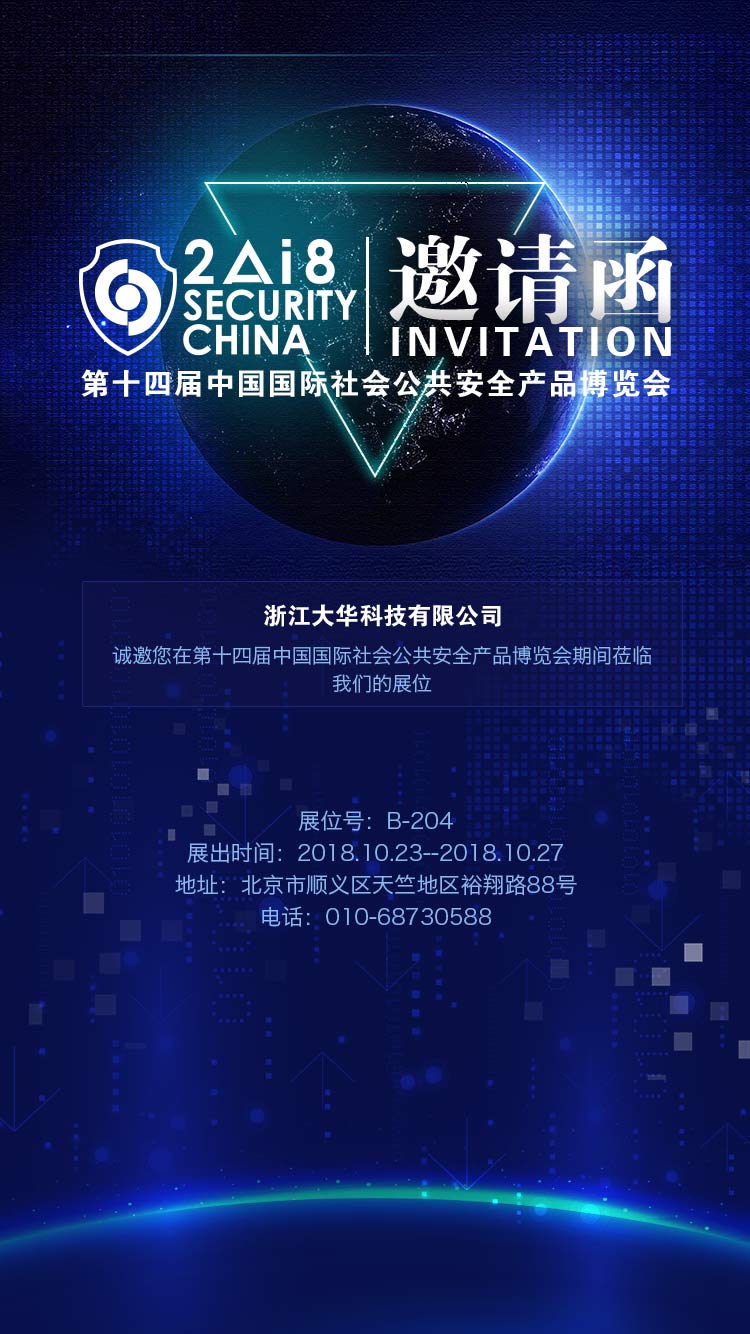 2Ai8
SECURITY
CHINA
邀请函
INVITATION
第十四届中国国际社会公共安全产品博览会
浙江大华科技有限公司
诚邀您在第十四届中国国际社会公共安全产品博览会期间莅临
我们的展位
展位号：B-204
展出时间：2018.10.23--2018.10.27
地址：北京市顺义区天竺地区裕翔路88号
电话：010-68730588